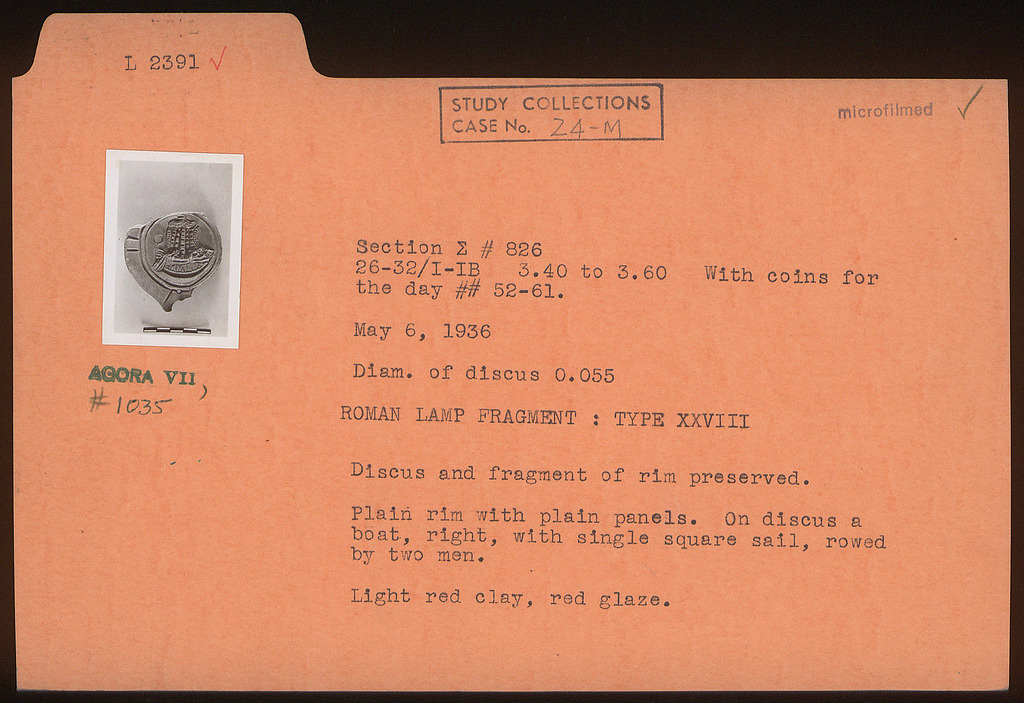 L 2391 ✓
STUDY COLLECTIONS
CASE No. 24-M
microfilmed ✓
Section Σ # 826
26-32/I-IB 3.40 to 3.60 With coins for
the day ## 52-61.
May 6, 1936
Diam. of discus 0.055
AGORA VII,
# 1035
ROMAN LAMP FRAGMENT : TYPE XXVIII
Discus and fragment of rim preserved.
Plain rim with plain panels. On discus a
boat, right, with single square sail, rowed
by two men.
Light red clay, red glaze.